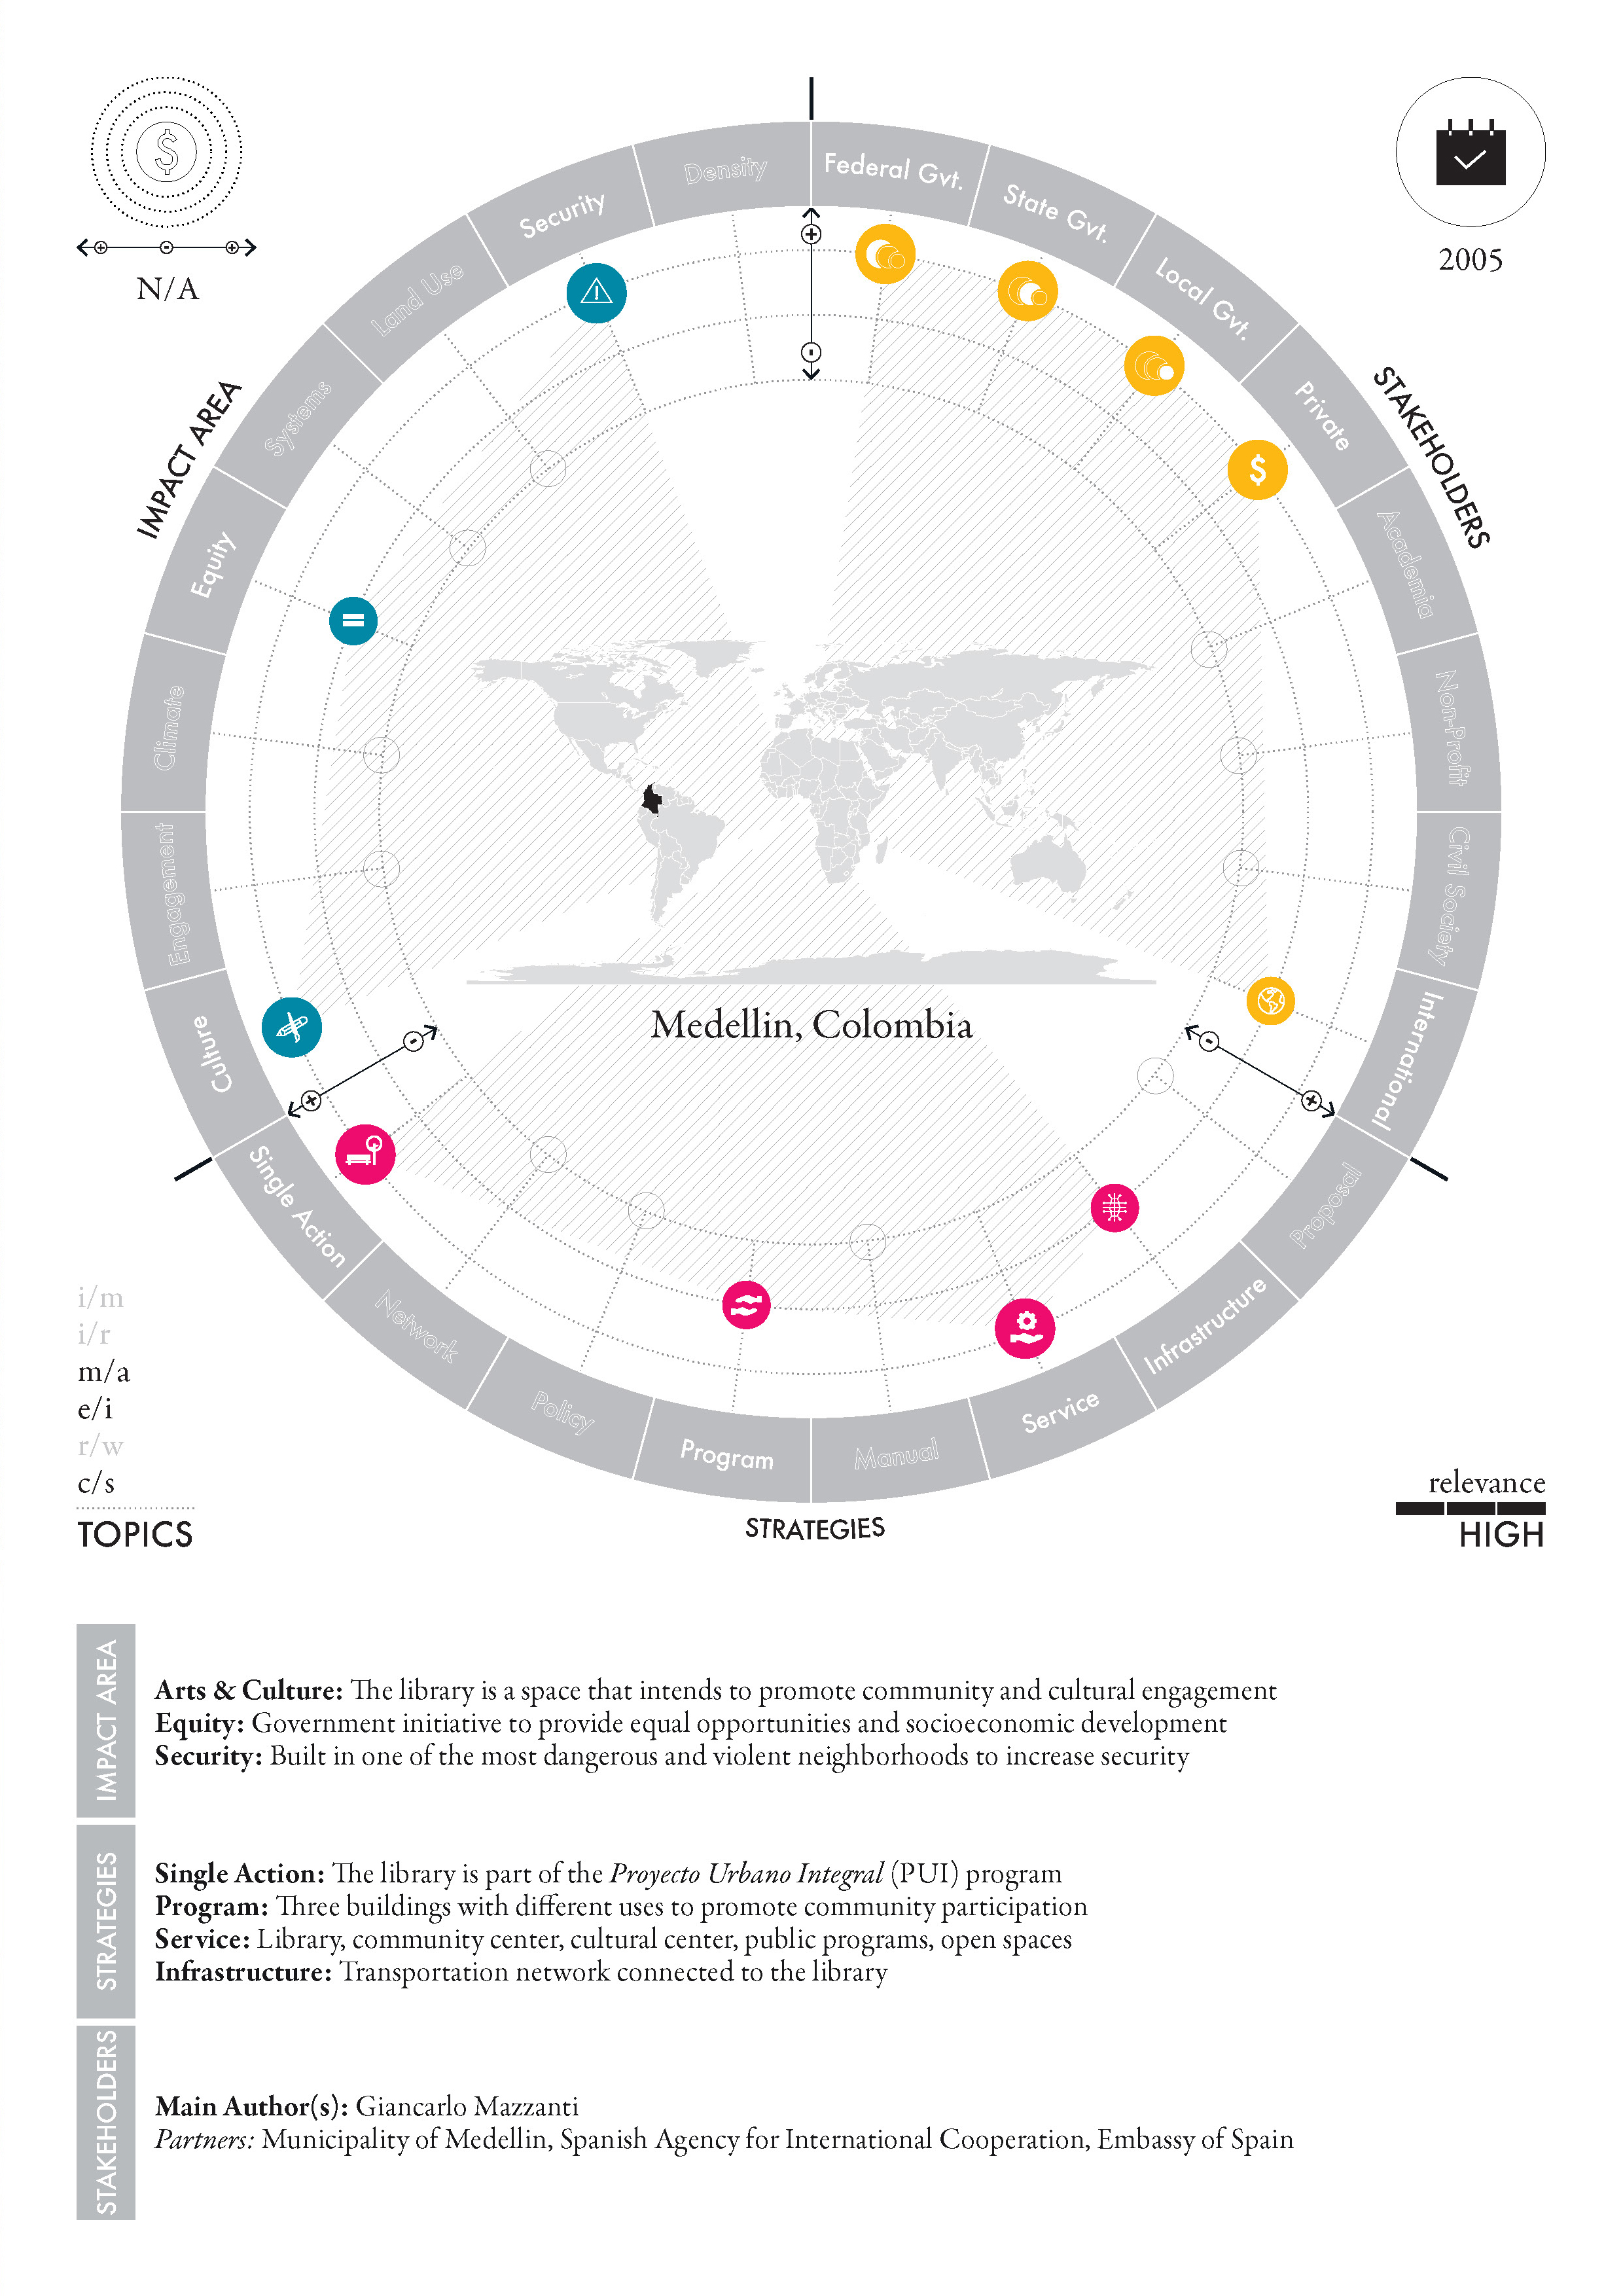 $
N/A
2005
IMPACT AREA
STAKEHOLDERS
Density
Federal Gvt.
Security
State Gvt.
Land Use
Local Gvt.
Systems
Private
$
Equity
Academia
Climate
Non-Profit
Engagement
Civil Society
Culture
International
Medellin, Colombia
Single Action
Proposal
Network
Infrastructure
Policy
Service
Program
Manual
STRATEGIES
i/m
i/r
m/a
e/i
r/w
c/s
TOPICS
relevance
HIGH
IMPACT AREA
Arts & Culture: The library is a space that intends to promote community and cultural engagement
Equity: Government initiative to provide equal opportunities and socioeconomic development
Security: Built in one of the most dangerous and violent neighborhoods to increase security
STRATEGIES
Single Action: The library is part of the Proyecto Urbano Integral (PUI) program
Program: Three buildings with different uses to promote community participation
Service: Library, community center, cultural center, public programs, open spaces
Infrastructure: Transportation network connected to the library
STAKEHOLDERS
Main Author(s): Giancarlo Mazzanti
Partners: Municipality of Medellin, Spanish Agency for International Cooperation, Embassy of Spain